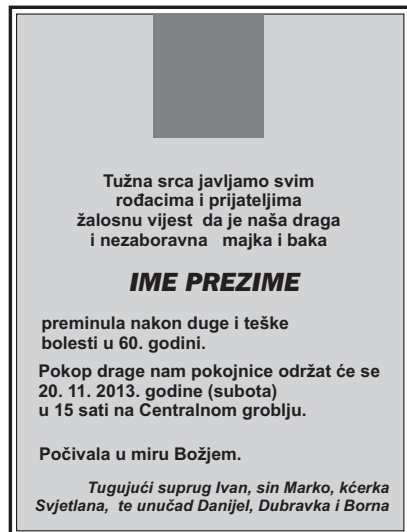 Tužna srca javljamo svim
rođacima i prijateljima
žalosnu vijest da je naša draga
i nezaboravna majka i baka
IME PREZIME
preminula nakon duge i teške
bolesti u 60. godini.
Pokop drage nam pokojnice održat će se
20. 11. 2013. godine (subota)
u 15 sati na Centralnom groblju.
Počivala u miru Božjem.
Tugujući suprug Ivan, sin Marko, kćerka
Svjetlana, te unučad Danijel, Dubravka i Borna